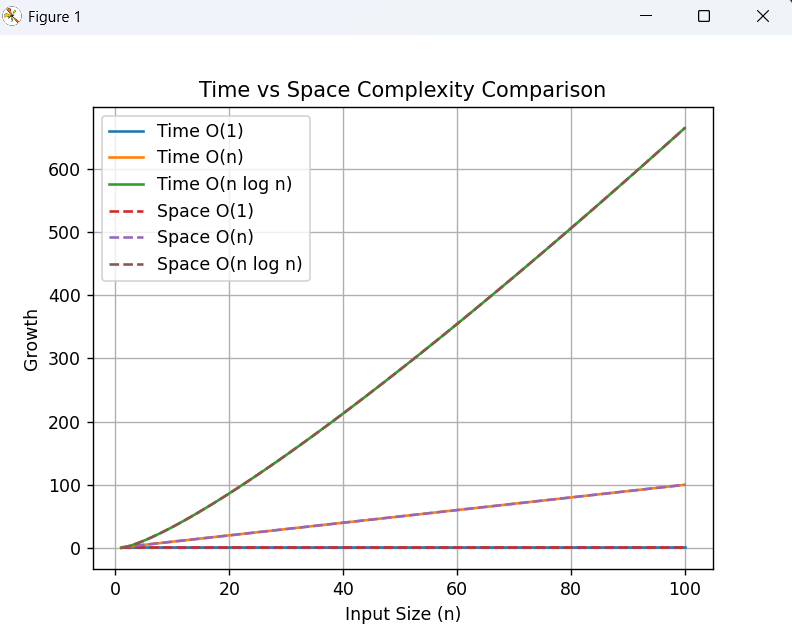 Figure 1
Time vs Space Complexity Comparison
Time O(1)
Time O(n)
Time O(n log n)
Space O(1)
Space O(n)
Space O(n log n)
600
500
400
300
200
100
0
Growth
0 20 40 60 80 100
Input Size (n)